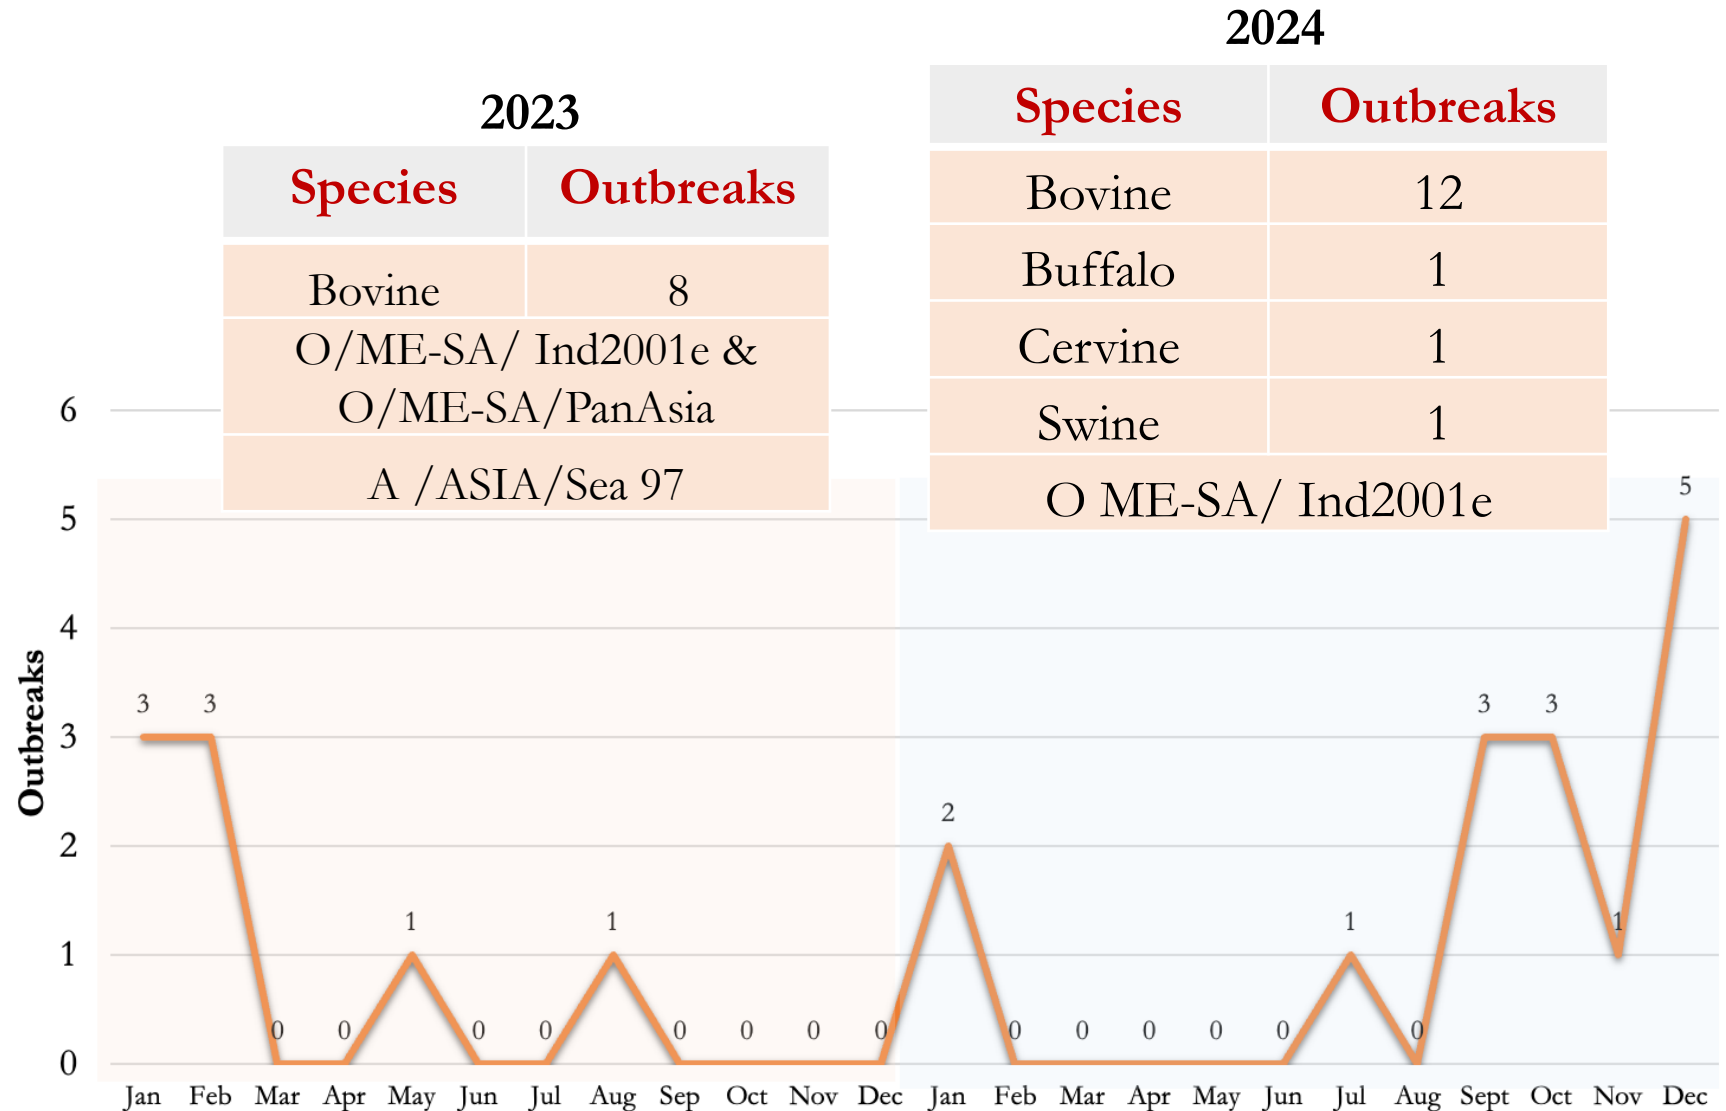 2023
Species Outbreaks
Bovine 8
O/ME-SA/ Ind2001e &
O/ME-SA/PanAsia
A /ASIA/Sea 97
2024
Species Outbreaks
Bovine 12
Buffalo 1
Cervine 1
Swine 1
O ME-SA/ Ind2001e
Outbreaks
6
5
4
3
2
1
0
3 3 0 0 1 0 0 1 0 0 0 0 2 0 0 0 0 0 1 0 3 3 1 5
Jan Feb Mar Apr May Jun Jul Aug Sep Oct Nov Dec Jan Feb Mar Apr May Jun Jul Aug Sept Oct Nov Dec